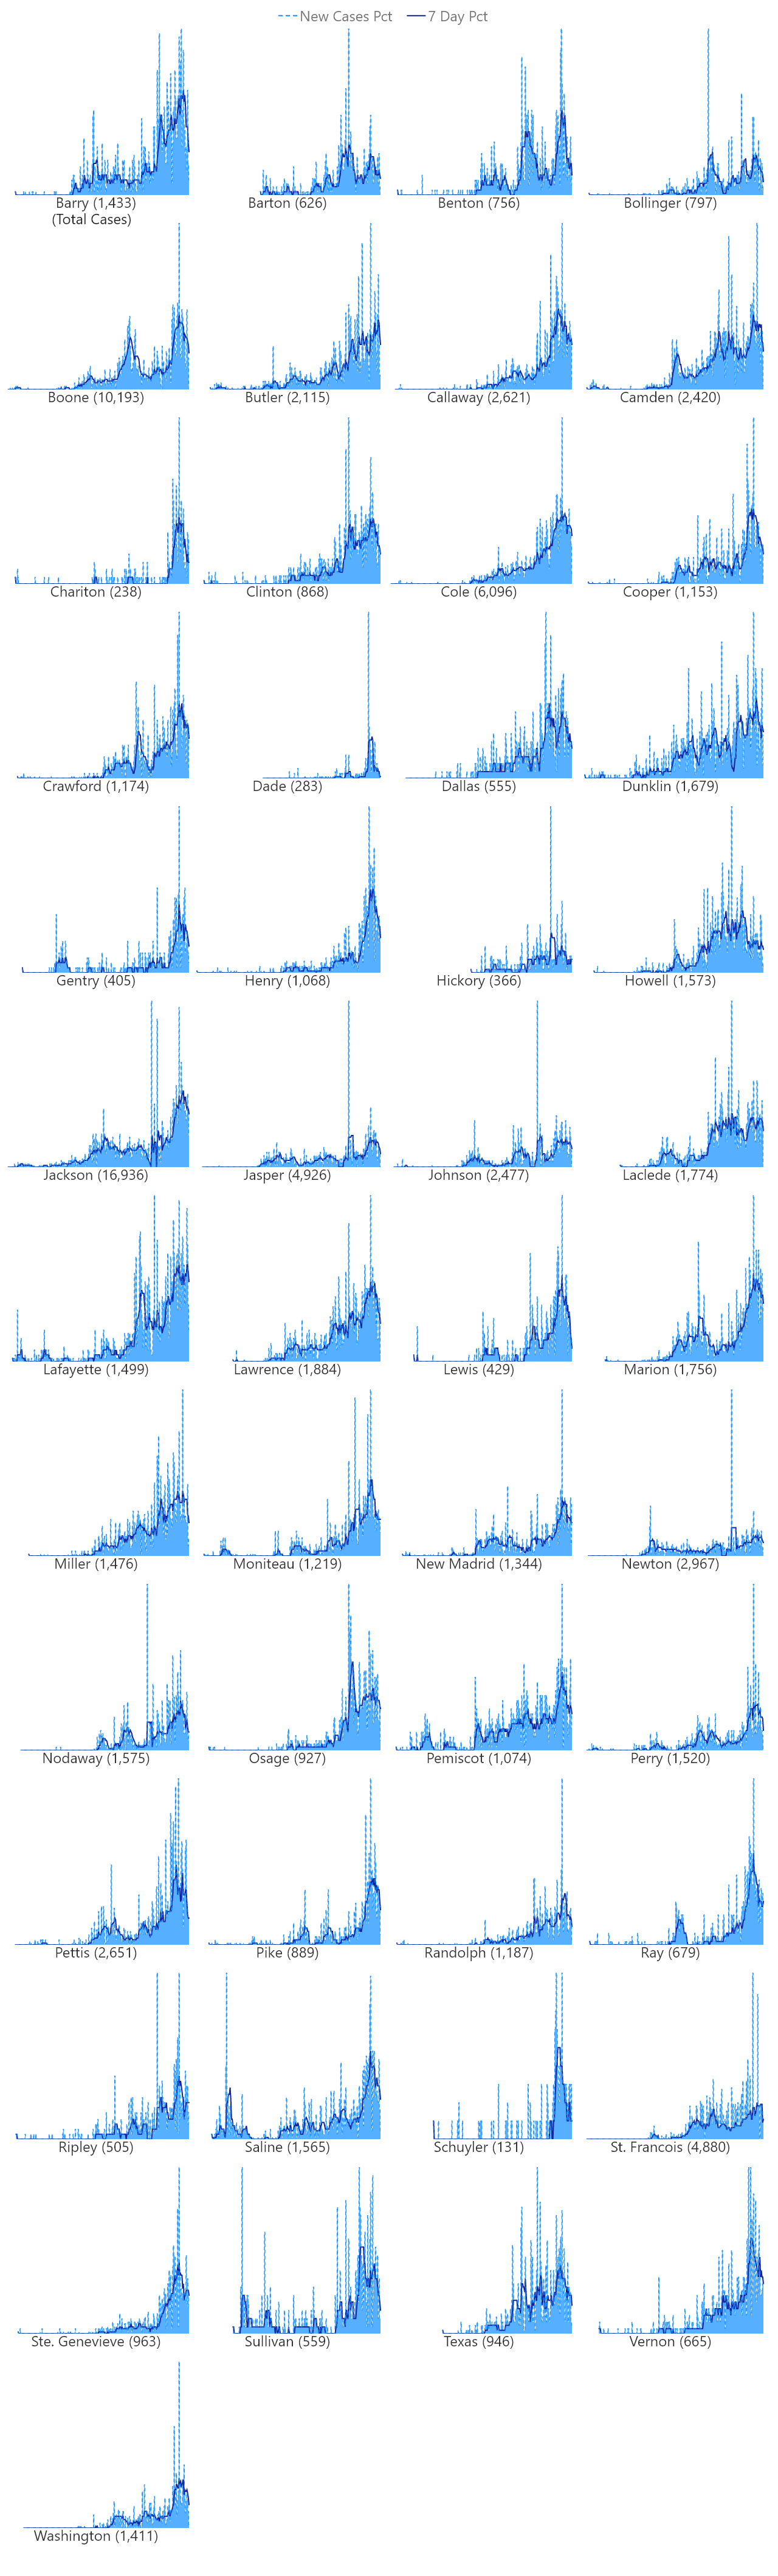 New Cases Pct 7 Day Pct
Barry (1,433) Barton (626) Benton (756) Bollinger (797)
(Total Cases)
Boone (10,193) Butler (2,115) Callaway (2,621) Camden (2,420)
Chariton (238) Clinton (868) Cole (6,096) Cooper (1,153)
Crawford (1,174) Dade (283) Dallas (555) Dunklin (1,679)
Gentry (405) Henry (1,068) Hickory (366) Howell (1,573)
Jackson (16,936) Jasper (4,926) Johnson (2,477) Laclede (1,774)
Lafayette (1,499) Lawrence (1,884) Lewis (429) Marion (1,756)
Miller (1,476) Moniteau (1,219) New Madrid (1,344) Newton (2,967)
Nodaway (1,575) Osage (927) Pemiscot (1,074) Perry (1,520)
Pettis (2,651) Pike (889) Randolph (1,187) Ray (679)
Ripley (505) Saline (1,565) Schuyler (131) St. Francois (4,880)
Ste. Genevieve (963) Sullivan (559) Texas (946) Vernon (665)
Washington (1,411)